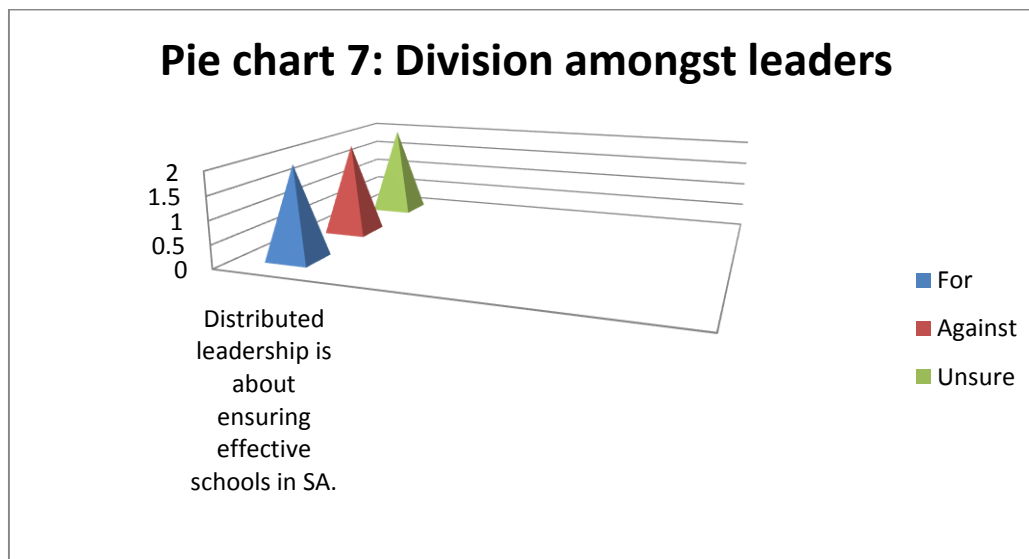 Pie chart 7: Division amongst leaders
2
1.5
1
0.5
0
Distributed
leadership is
about
ensuring
effective
schools in SA.
For
Against
Unsure